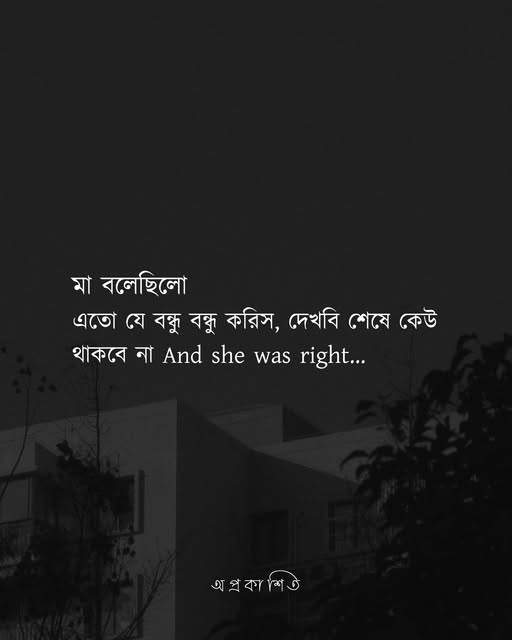 মা বলেছিলো
এতো যে বন্ধু বন্ধু করিস, দেখবি শেষে কেউ
থাকবে না And she was right...
অপ্রকাশিত